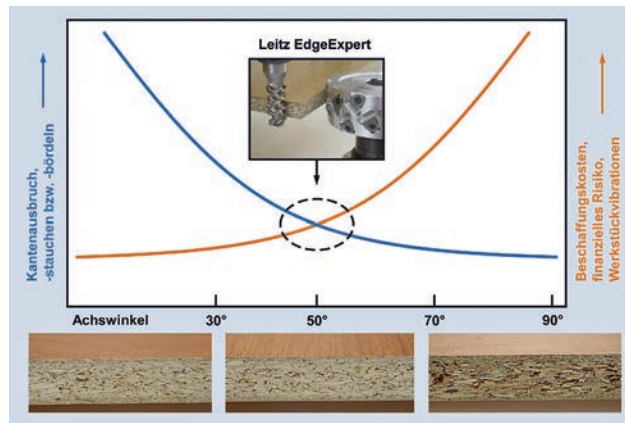 Leitz EdgeExpert
Kantenausbruch,
-stauchen bzw. -bördeln
Beschaffungskosten,
finanzielles Risiko,
Werkstückvibrationen
Achswinkel 30° 50° 70° 90°